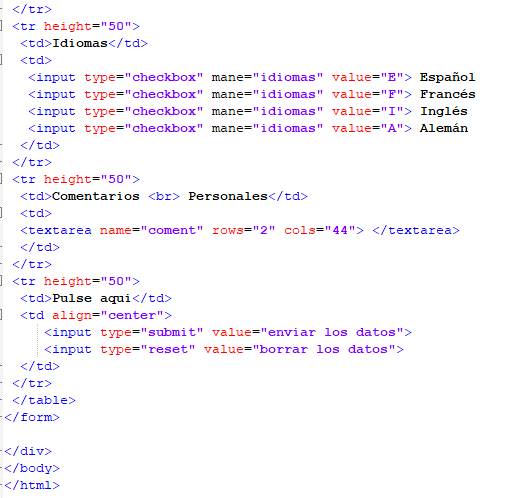 </tr>
<tr height="50">
<td>Idiomas</td>
<td>
<input type="checkbox" mane="idiomas" value="E"> Español
<input type="checkbox" mane="idiomas" value="F"> Francés
<input type="checkbox" mane="idiomas" value="I"> Inglés
<input type="checkbox" mane="idiomas" value="A"> Alemán
</td>
</tr>
<tr height="50">
<td>Comentarios <br> Personales</td>
<td>
<textarea name="coment" rows="2" cols="44"> </textarea>
</td>
</tr>
<tr height="50">
<td>Pulse aqui</td>
<td align="center">
<input type="submit" value="enviar los datos">
<input type="reset" value="borrar los datos">
</td>
</tr>
</table>
</form>
</div>
</body>
</html>